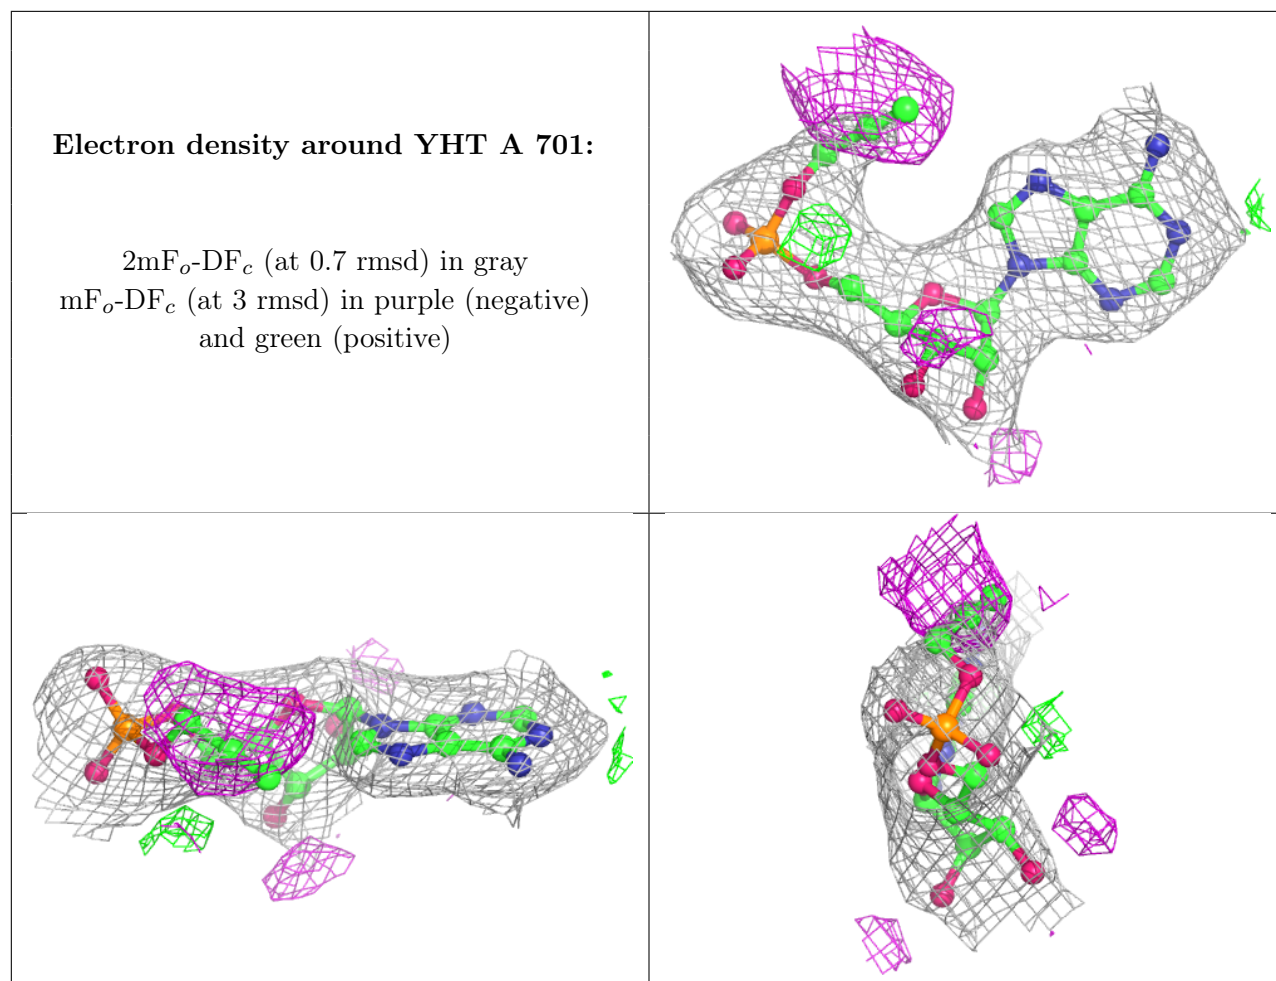 Electron density around YHT A 701:
2mFₒ-DF𝒸 (at 0.7 rmsd) in gray
mFₒ-DF𝒸 (at 3 rmsd) in purple (negative)
and green (positive)